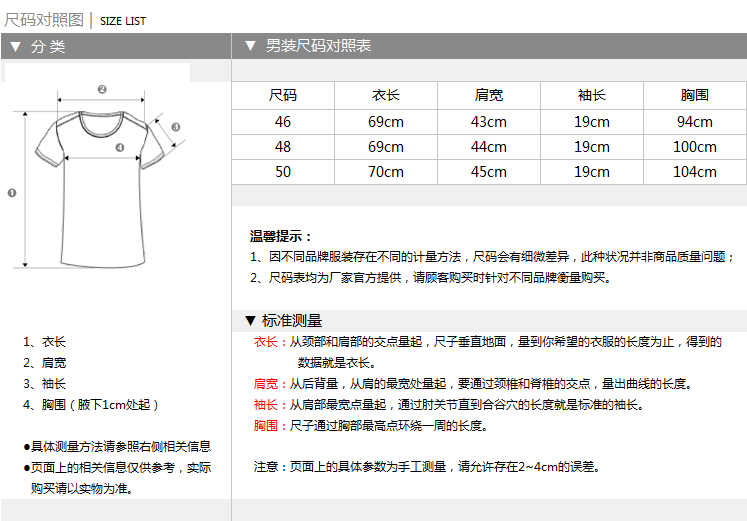 尺码对照图 | SIZE LIST
▼ 分 类
▼ 男装尺码对照表
2
3
4
1
尺码 衣长 肩宽 袖长 胸围
46 69cm 43cm 19cm 94cm
48 69cm 44cm 19cm 100cm
50 70cm 45cm 19cm 104cm
温馨提示：
1、因不同品牌服装存在不同的计量方法，尺码会有细微差异，此种状况并非商品质量问题；
2、尺码表均为厂家官方提供，请顾客购买时针对不同品牌衡量购买。
1、衣长
2、肩宽
3、袖长
4、胸围（腋下1cm处起）
●具体测量方法请参照右侧相关信息
●页面上的相关信息仅供参考，实际
购买请以实物为准。
▼ 标准测量
衣长：从颈部和肩部的交点量起，尺子垂直地面，量到你希望的衣服的长度为止，得到的
数据就是衣长。
肩宽：从后背量，从肩的最宽处量起，要通过颈椎和脊椎的交点，量出曲线的长度。
袖长：从肩部最宽点量起，通过肘关节直到合谷穴的长度就是标准的袖长。
胸围：尺子通过胸部最高点环绕一周的长度。
注意：页面上的具体参数为手工测量，请允许存在2~4cm的误差。